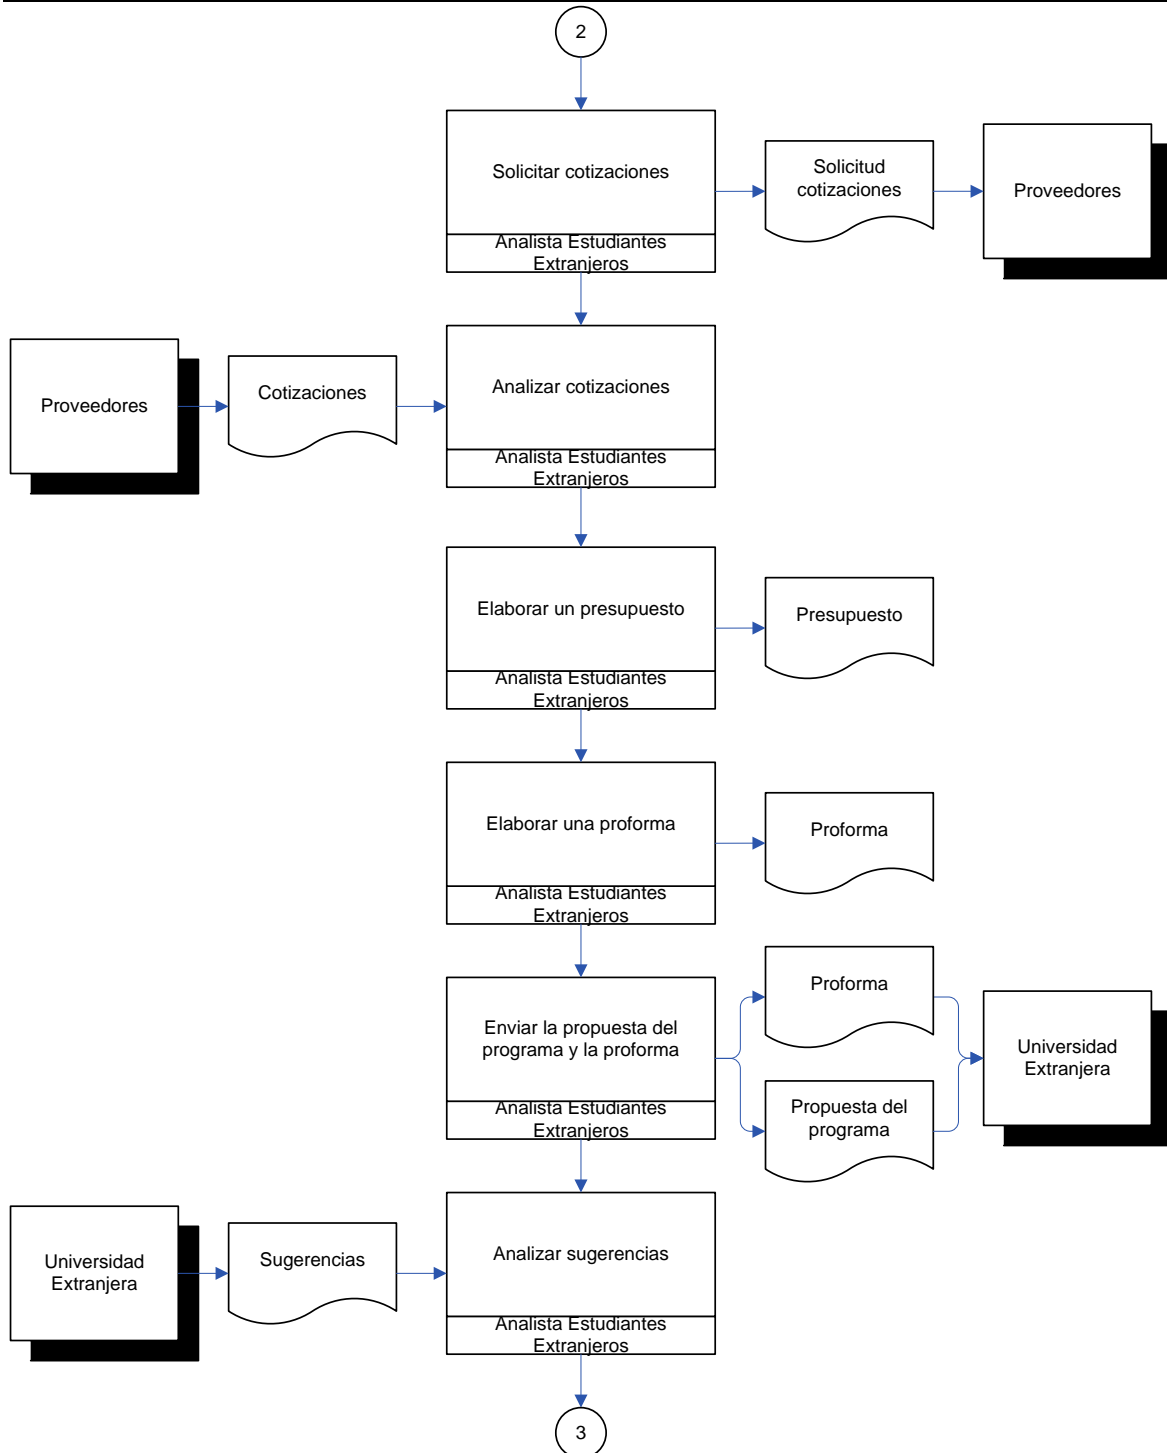 2
Solicitar cotizaciones
Analista Estudiantes
Extranjeros
Solicitud
cotizaciones
Proveedores
Proveedores
Cotizaciones
Analizar cotizaciones
Analista Estudiantes
Extranjeros
Elaborar un presupuesto
Analista Estudiantes
Extranjeros
Presupuesto
Elaborar una proforma
Analista Estudiantes
Extranjeros
Proforma
Enviar la propuesta del
programa y la proforma
Analista Estudiantes
Extranjeros
Proforma
Propuesta del
programa
Universidad
Extranjera
Universidad
Extranjera
Sugerencias
Analizar sugerencias
Analista Estudiantes
Extranjeros
3